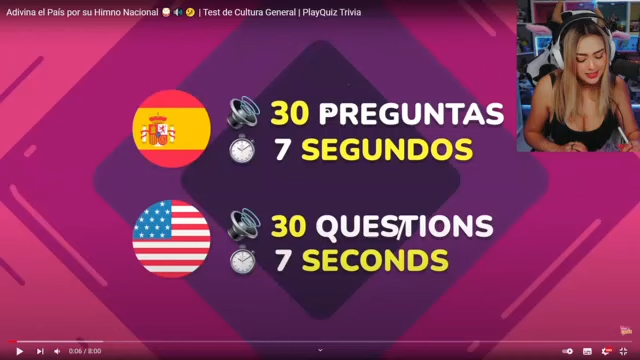 Adivina el País por su Himno Nacional 🎅🔊🤔 | Test de Cultura General | PlayQuiz Trivia
30 PREGUNTAS
7 SEGUNDOS
30 QUESTIONS
7 SECONDS
0:06 / 8:00